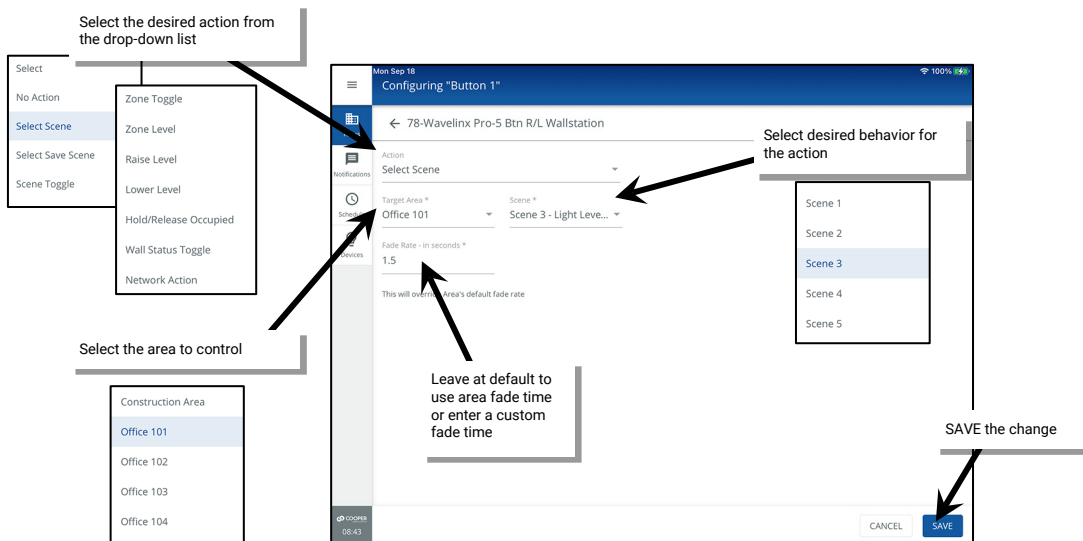 Select the desired action from
the drop-down list
Select
No Action
Select Scene
Select Save Scene
Scene Toggle
Zone Toggle
Zone Level
Raise Level
Lower Level
Hold/Release Occupied
Wall Status Toggle
Network Action
Mon Sep 18
100%
Configuring "Button 1"
78-Wavelinx Pro-5 Btn R/L Wallstation
Notifications
Devices
Action
Select Scene
Target Area *
Office 101
Scene *
Scene 3 - Light Leve...
Fade Rate - in seconds *
1.5
This will override Area's default fade rate
Select desired behavior for
the action
Scene 1
Scene 2
Scene 3
Scene 4
Scene 5
Select the area to control
Construction Area
Office 101
Office 102
Office 103
Office 104
Leave at default to
use area fade time
or enter a custom
fade time
SAVE the change
COOPER
08:43
CANCEL
SAVE